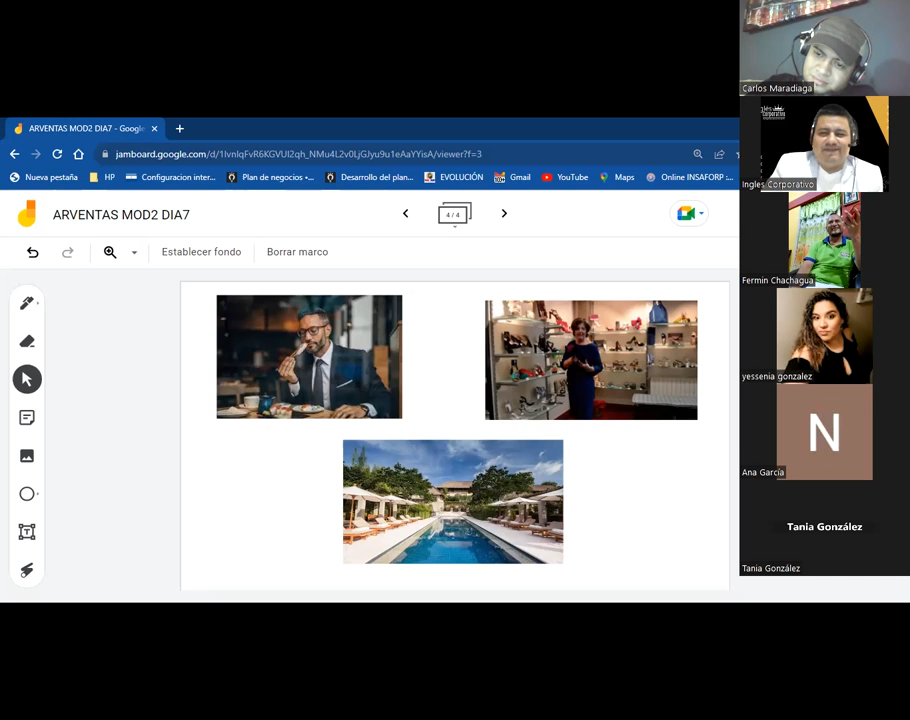 ARVENTAS MOD2 DIA7 - Google
jamboard.google.com/d/1IvnlqFvR6KGVUI2qh_NMu4L2v0LjGJyu9u1eAaYYisA/viewer?f=3
Nueva pestaña
HP
Configuracion inter...
Plan de negocios •...
Desarrollo del plan...
EVOLUCIÓN
Gmail
YouTube
Maps
Online INSAFORP :..
ARVENTAS MOD2 DIA7
4 / 4
Establecer fondo
Borrar marco
Carlos Maradiaga
Ingles Corporativo
Fermin Chachagua
yessenia gonzalez
N
Ana García
Tania González
Tania González